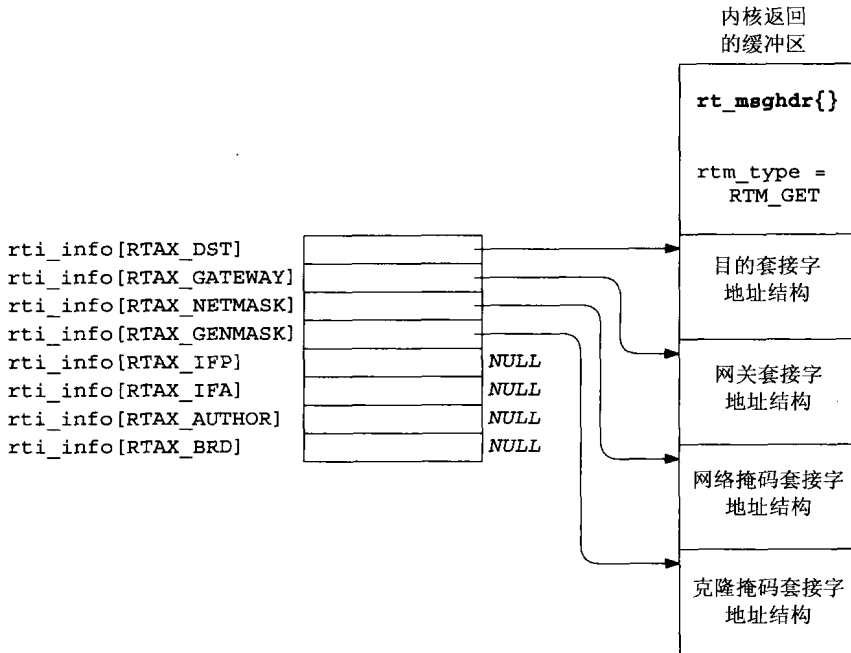 内核返回
的缓冲区
rt_msghdr{}
rtm_type =
RTM_GET
rti_info[RTAX_DST]
rti_info[RTAX_GATEWAY]
rti_info[RTAX_NETMASK]
rti_info[RTAX_GENMASK]
rti_info[RTAX_IFP] NULL
rti_info[RTAX_IFA] NULL
rti_info[RTAX_AUTHOR] NULL
rti_info[RTAX_BRD] NULL
目的套接字
地址结构
网关套接字
地址结构
网络掩码套接字
地址结构
克隆掩码套接字
地址结构